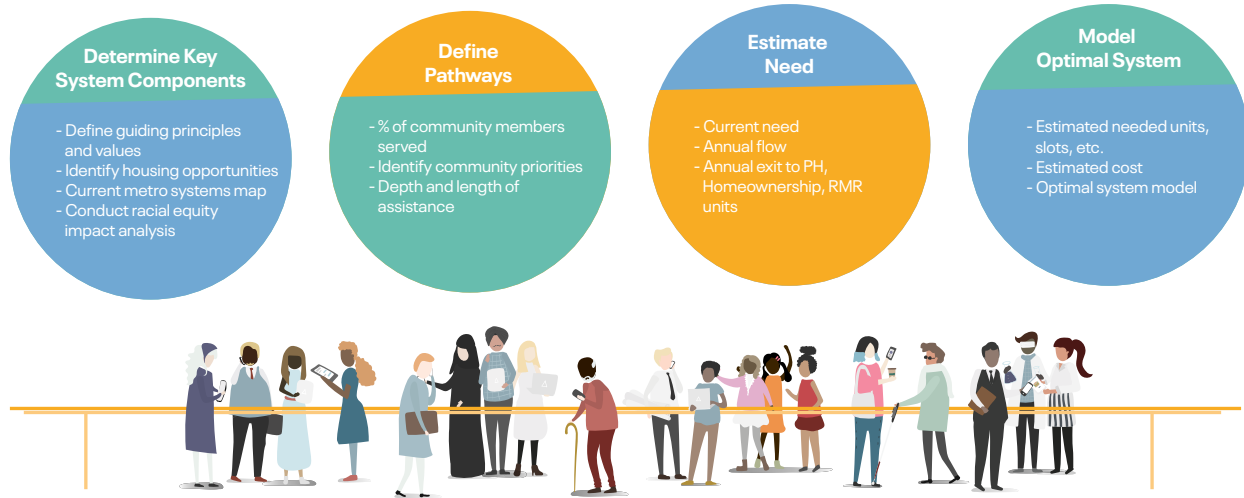 Determine Key
System Components
- Define guiding principles
and values
- Identify housing opportunities
- Current metro systems map
- Conduct racial equity
impact analysis
Define
Pathways
- % of community members
served
- Identify community priorities
- Depth and length of
assistance
Estimate
Need
- Current need
- Annual flow
- Annual exit to PH,
Homeownership, RMR
units
Model
Optimal System
- Estimated needed units,
slots, etc.
- Estimated cost
- Optimal system model